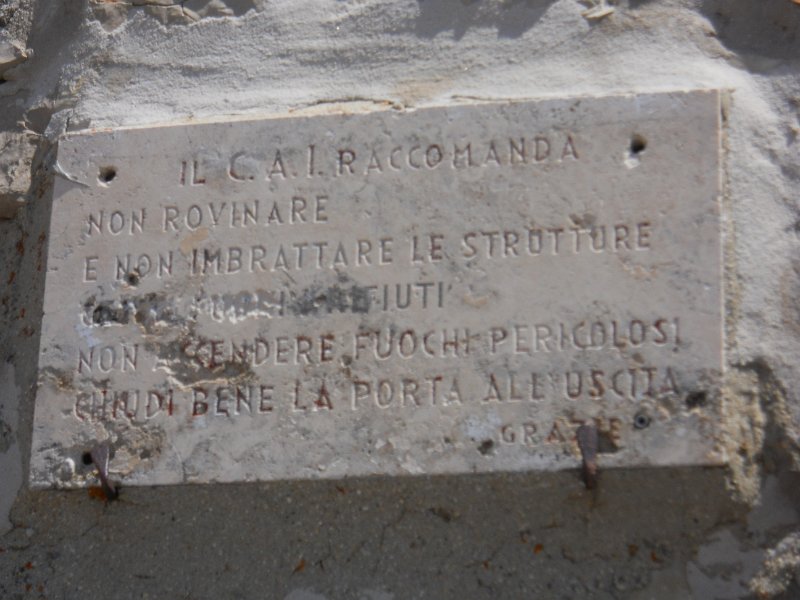 IL C.A.I. RACCOMANDA
NON ROVINARE
E NON IMBRATTARE LE STRUTTURE
RIFIUTI
NON ACCENDERE FUOCHI PERICOLOSI
CHIUDI BENE LA PORTA ALL'USCITA
GRAZIE